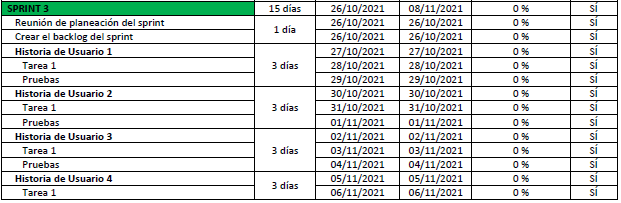 SPRINT 3 15 días 26/10/2021 08/11/2021 0 % SÍ
Reunión de planeación del sprint 1 día 26/10/2021 26/10/2021 0 % SÍ
Crear el backlog del sprint 26/10/2021 26/10/2021 0 % SÍ
Historia de Usuario 1 3 días 27/10/2021 27/10/2021 0 % SÍ
Tarea 1 28/10/2021 28/10/2021 0 % SÍ
Pruebas 29/10/2021 29/10/2021 0 % SÍ
Historia de Usuario 2 3 días 30/10/2021 30/10/2021 0 % SÍ
Tarea 1 31/10/2021 31/10/2021 0 % SÍ
Pruebas 01/11/2021 01/11/2021 0 % SÍ
Historia de Usuario 3 3 días 02/11/2021 02/11/2021 0 % SÍ
Tarea 1 03/11/2021 03/11/2021 0 % SÍ
Pruebas 04/11/2021 04/11/2021 0 % SÍ
Historia de Usuario 4 3 días 05/11/2021 05/11/2021 0 % SÍ
Tarea 1 06/11/2021 06/11/2021 0 % SÍ